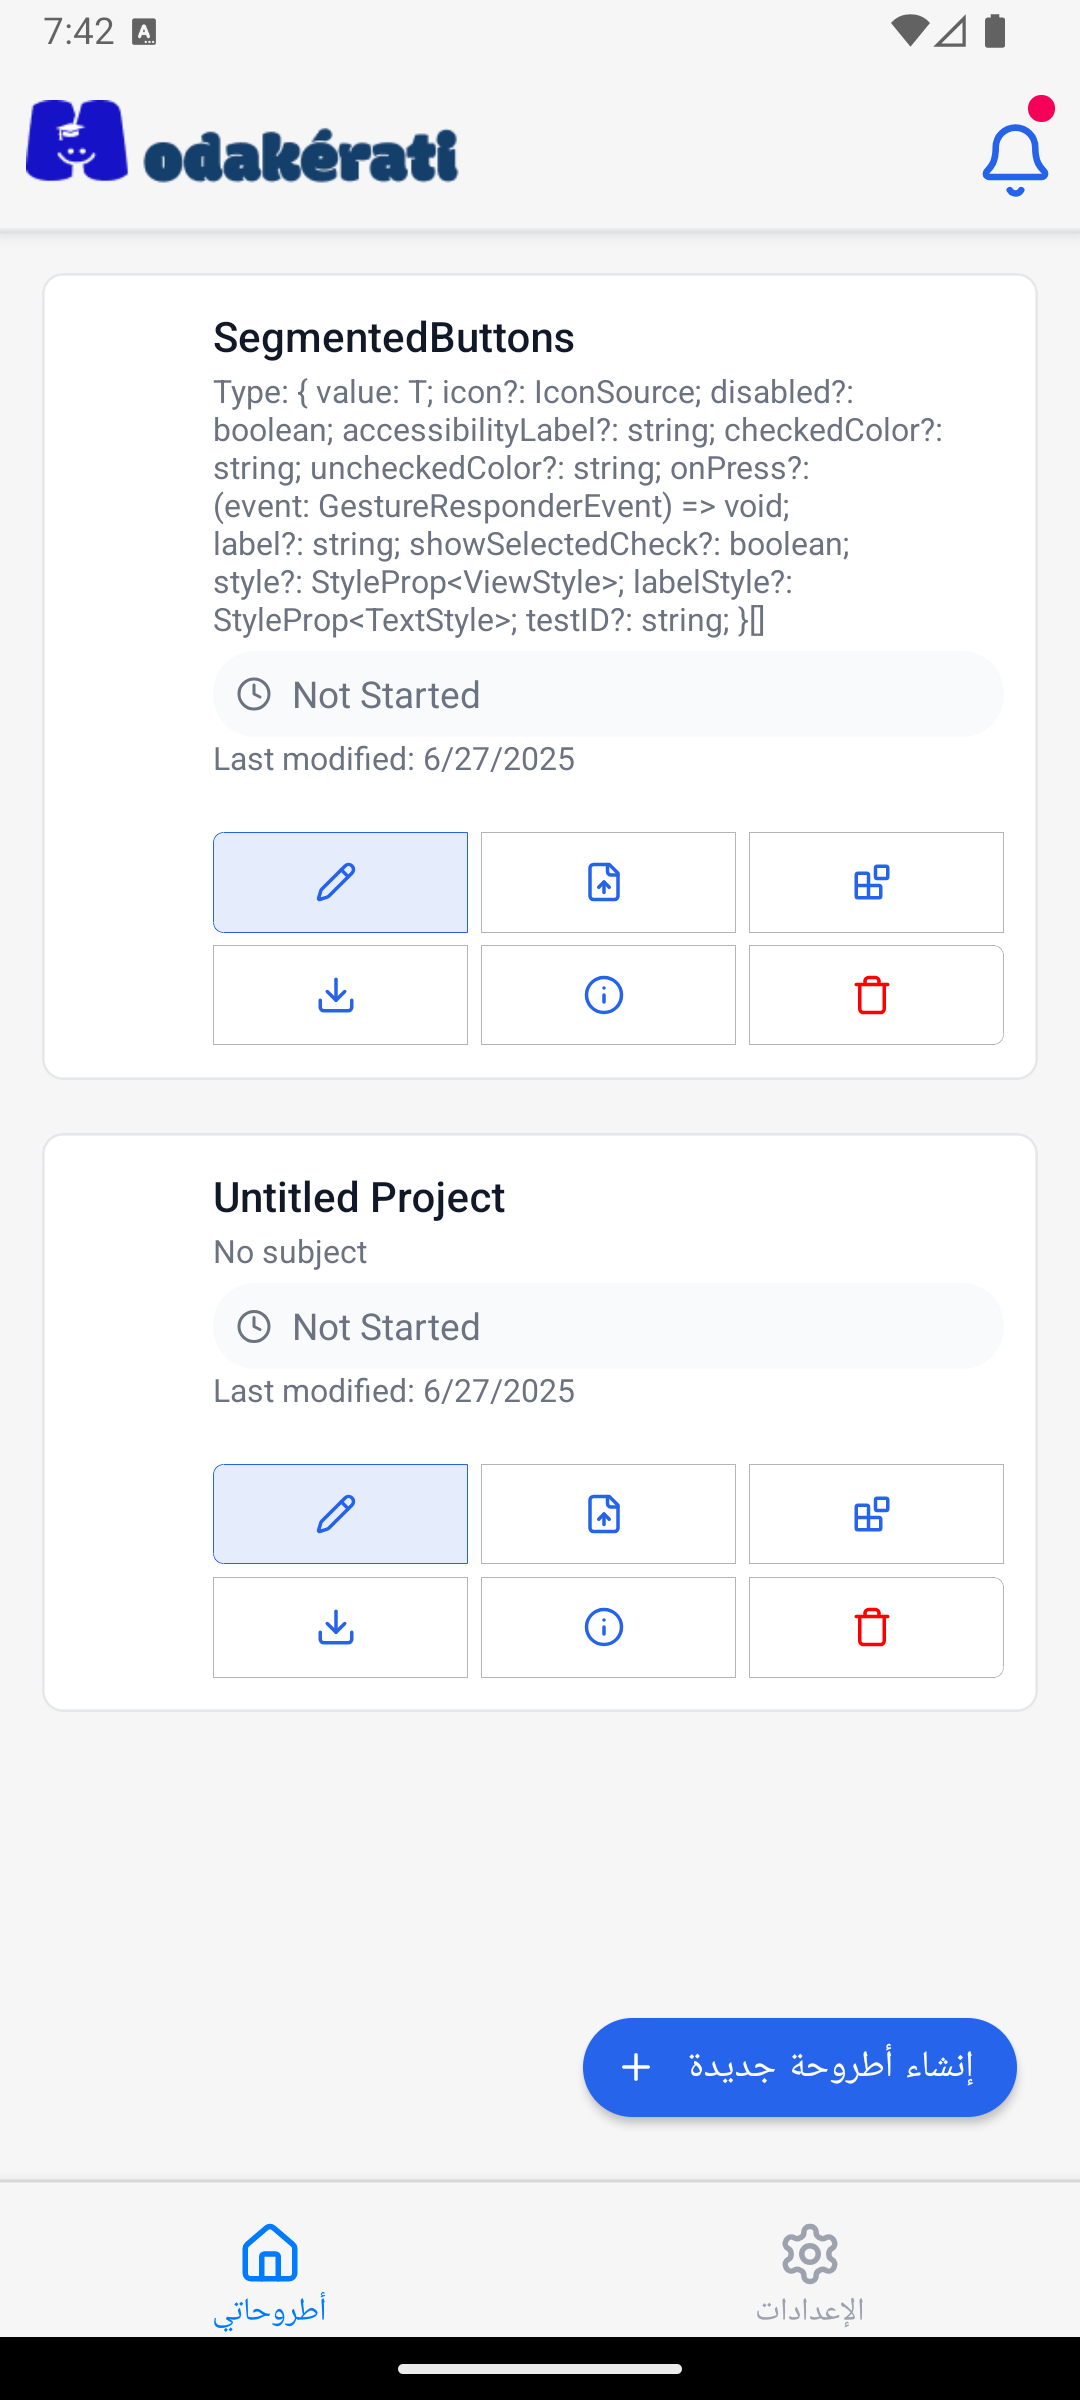 7:42
odakérati
SegmentedButtons
Type: { value: T; icon?: IconSource; disabled?:
boolean; accessibilityLabel?: string; checkedColor?:
string; uncheckedColor?: string; onPress?:
(event: GestureResponderEvent) => void;
label?: string; showSelectedCheck?: boolean;
style?: StyleProp<ViewStyle>; labelStyle?:
StyleProp<TextStyle>; testID?: string; }[]
Not Started
Last modified: 6/27/2025
Untitled Project
No subject
Not Started
Last modified: 6/27/2025
إنشاء أطروحة جديدة
أطروحاتي
الإعدادات